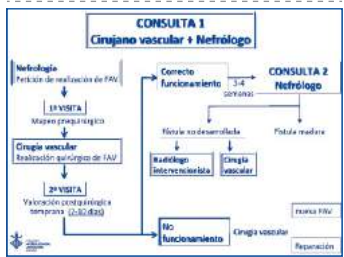 CONSULTA 1
Cirujano vascular + Nefrólogo
Nefrología
Petición de realización de FAV
1ª VISITA
Mapeo prequirúrgico
Cirugía vascular
Realización quirúrgica de FAV
2ª VISITA
Valoración postquirúrgica
temprana (7-10 días)
Correcto
funcionamiento
3-4
semanas
CONSULTA 2
Nefrólogo
Fístula no desarrollada
Fístula madura
Radiólogo
intervencionista
Cirugía
vascular
No
funcionamiento
Cirugía vascular
nueva FAV
Reparación